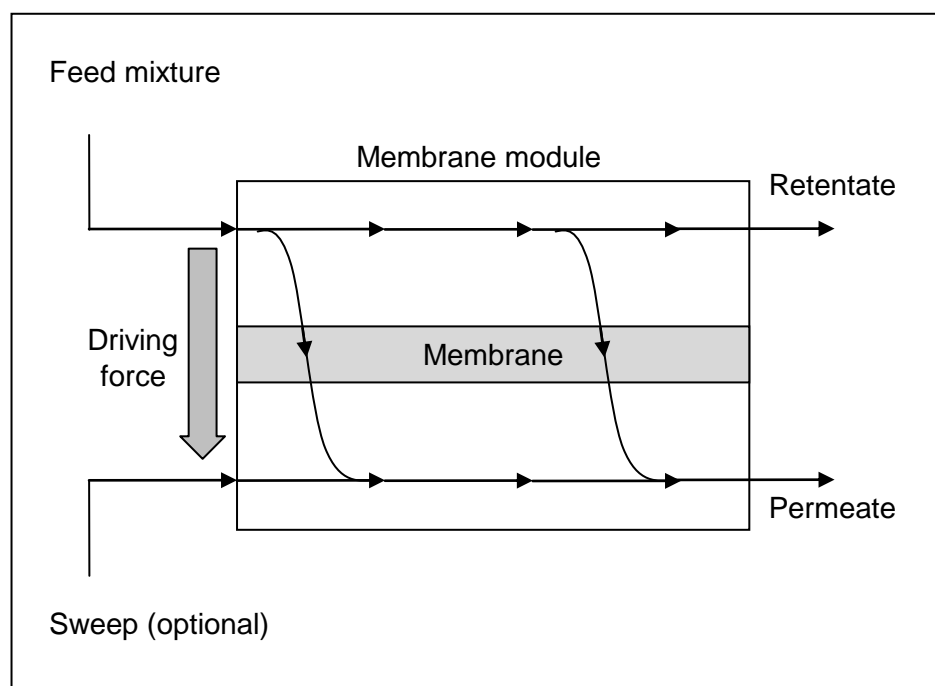 Feed mixture
Membrane module
Retentate
Driving
force
Membrane
Permeate
Sweep (optional)